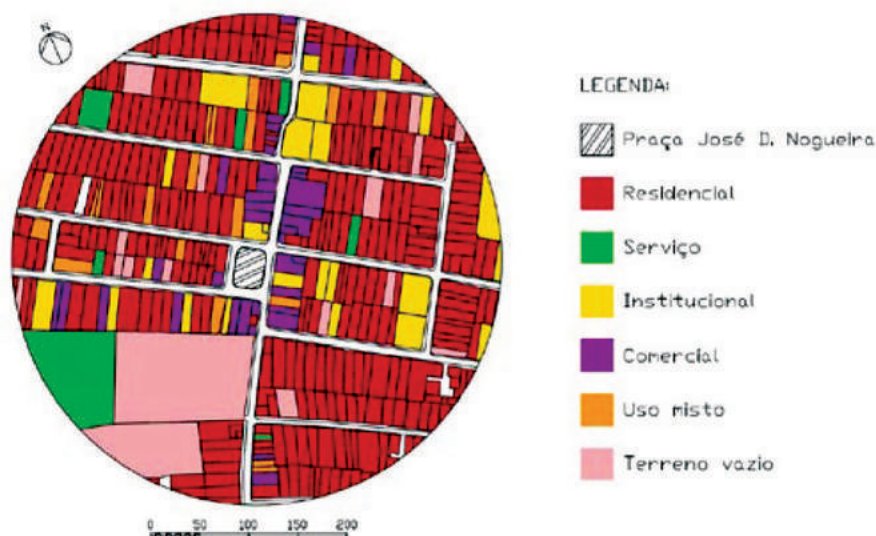 N
LEGENDA:
Praça José D. Nogueira
Residencial
Serviço
Institucional
Comercial
Uso misto
Terreno vazio
0 50 100 150 200